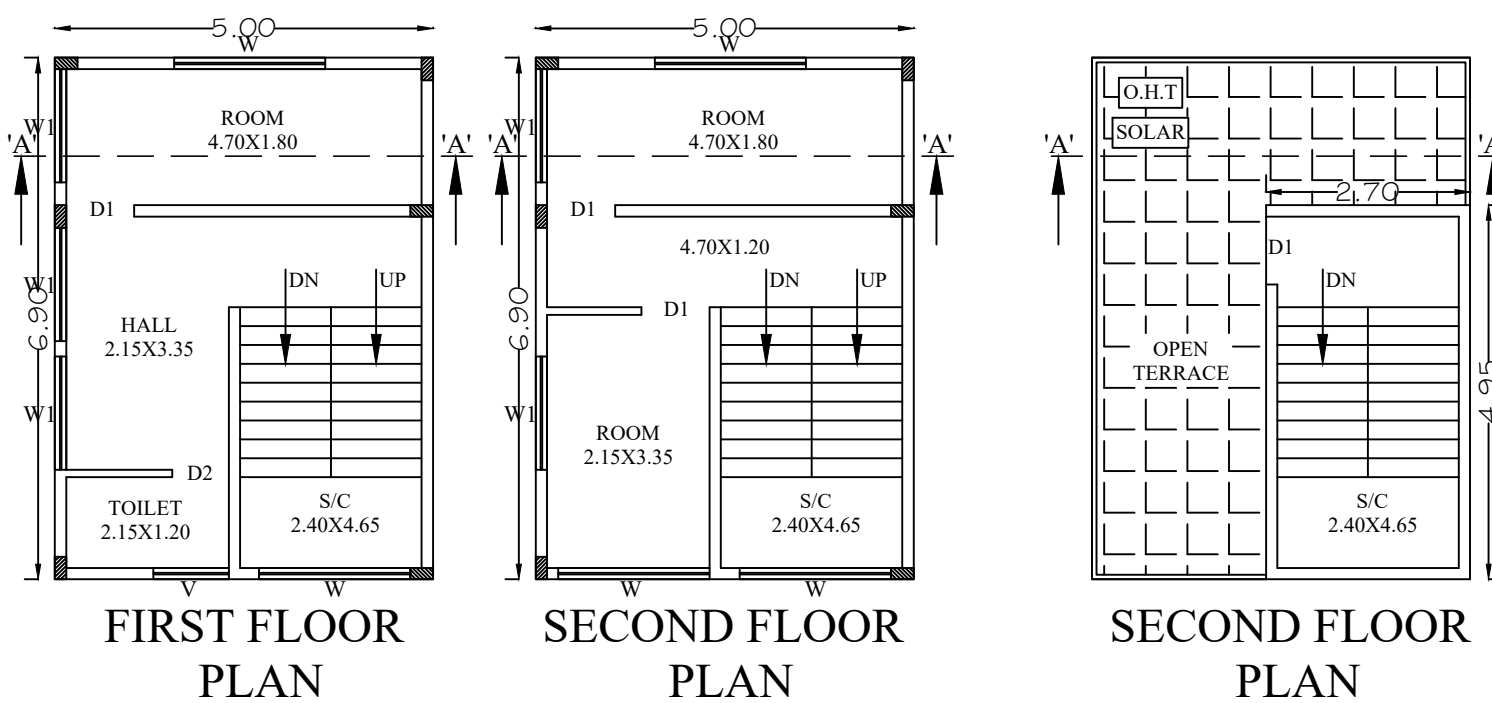 5.00
W
ROOM
4.70X1.80
W1
'A'
'A'
D1
W1
6.90
DN
UP
HALL
2.15X3.35
W1
D2
TOILET
2.15X1.20
S/C
2.40X4.65
V
W
FIRST FLOOR
PLAN
5.00
W
ROOM
4.70X1.80
W1
'A'
'A'
D1
4.70X1.20
6.90
DN
UP
D1
W1
ROOM
2.15X3.35
S/C
2.40X4.65
W
W
SECOND FLOOR
PLAN
O.H.T
SOLAR
'A'
'A
2.70
D1
DN
OPEN
TERRACE
4.95
S/C
2.40X4.65
SECOND FLOOR
PLAN